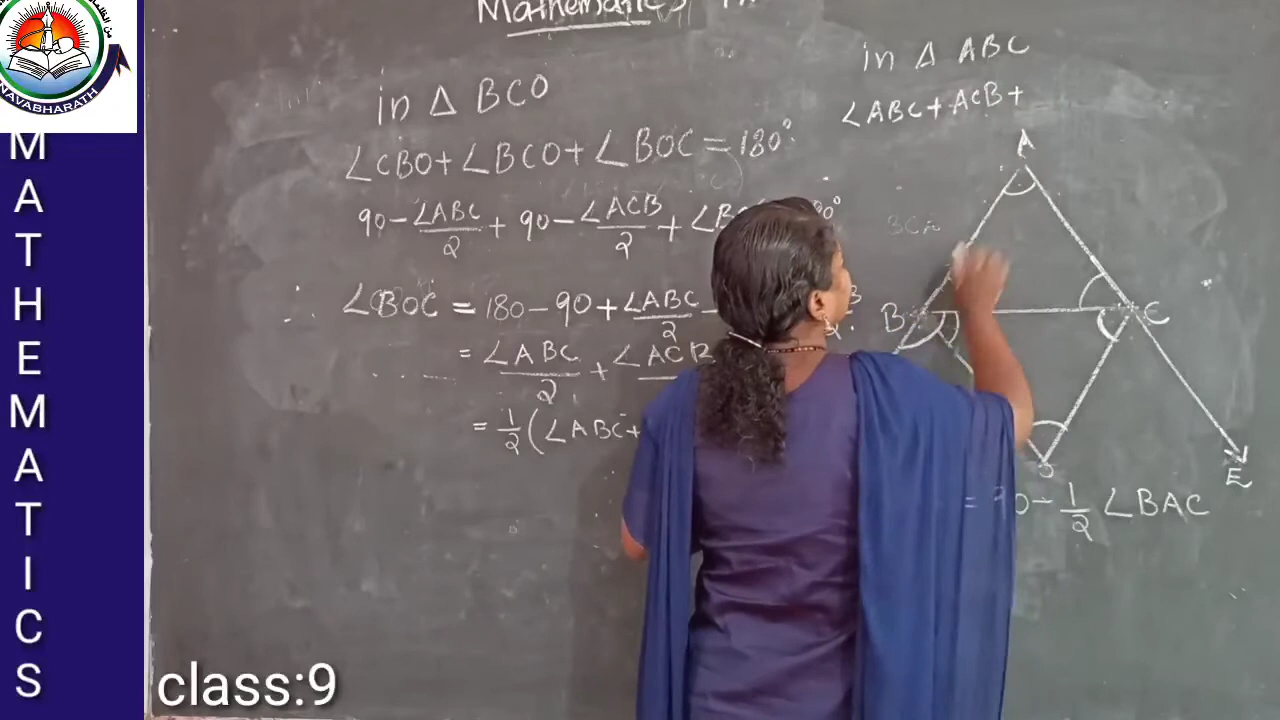 NAVABHARATH
MATHEMATICS
class:9
Mathematics
in Δ BCO
∠CBO+∠BCO+∠BOC=180°
90-∠ABC/2+90-∠ACB/2+
∠BOC=180-90+∠ABC/2-
=∠ABC/2+∠ACB
=1/2(∠ABC+
in Δ ABC
∠ABC+ACB+
A
B
C
E
-1/2∠BAC